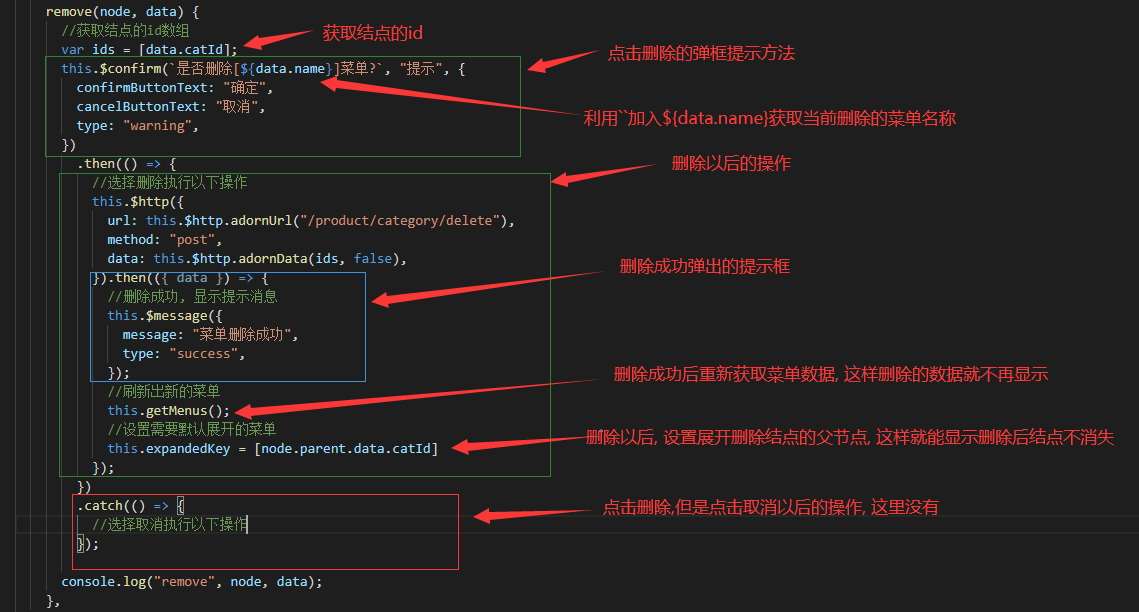 remove(node, data) {
//获取结点的id数组
var ids = [data.catId];
获取结点的id
this.$confirm(`是否删除[${data.name}]菜单?`, "提示", {
点击删除的弹框提示方法
confirmButtonText: "确定",
cancelButtonText: "取消",
利用``加入${data.name}获取当前删除的菜单名称
type: "warning",
})
.then(() => {
删除以后的操作
//选择删除执行以下操作
this.$http({
url: this.$http.adornUrl("/product/category/delete"),
method: "post",
data: this.$http.adornData(ids, false),
删除成功弹出的提示框
}).then(({ data }) => {
//删除成功, 显示提示消息
this.$message({
message: "菜单删除成功",
type: "success",
});
删除成功后重新获取菜单数据, 这样删除的数据就不再显示
//刷新出新的菜单
this.getMenus();
//设置需要默认展开的菜单
删除以后, 设置展开删除结点的父节点, 这样就能显示删除后结点不消失
this.expandedKey = [node.parent.data.catId]
});
})
.catch(() => {
点击删除,但是点击取消以后的操作, 这里没有
//选择取消执行以下操作
});
console.log("remove", node, data);
},